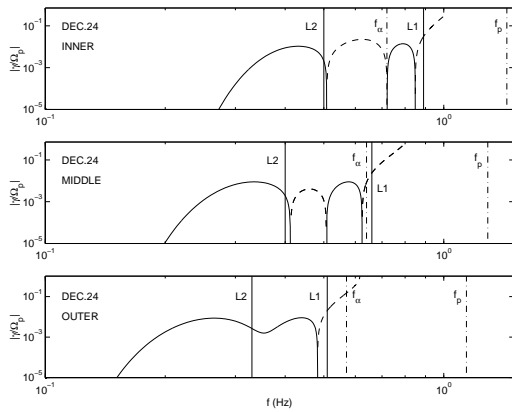 DEC.24
INNER
L2
f_α
L1
f_p
|γ/Ω_p|
10^-1
10^-3
10^-5
10^-1
10^0
DEC.24
MIDDLE
L2
f_α
L1
f_p
|γ/Ω_p|
10^-1
10^-3
10^-5
10^-1
10^0
DEC.24
OUTER
L2
L1
f_α
f_p
|γ/Ω_p|
10^-1
10^-3
10^-5
10^-1
10^0
f (Hz)